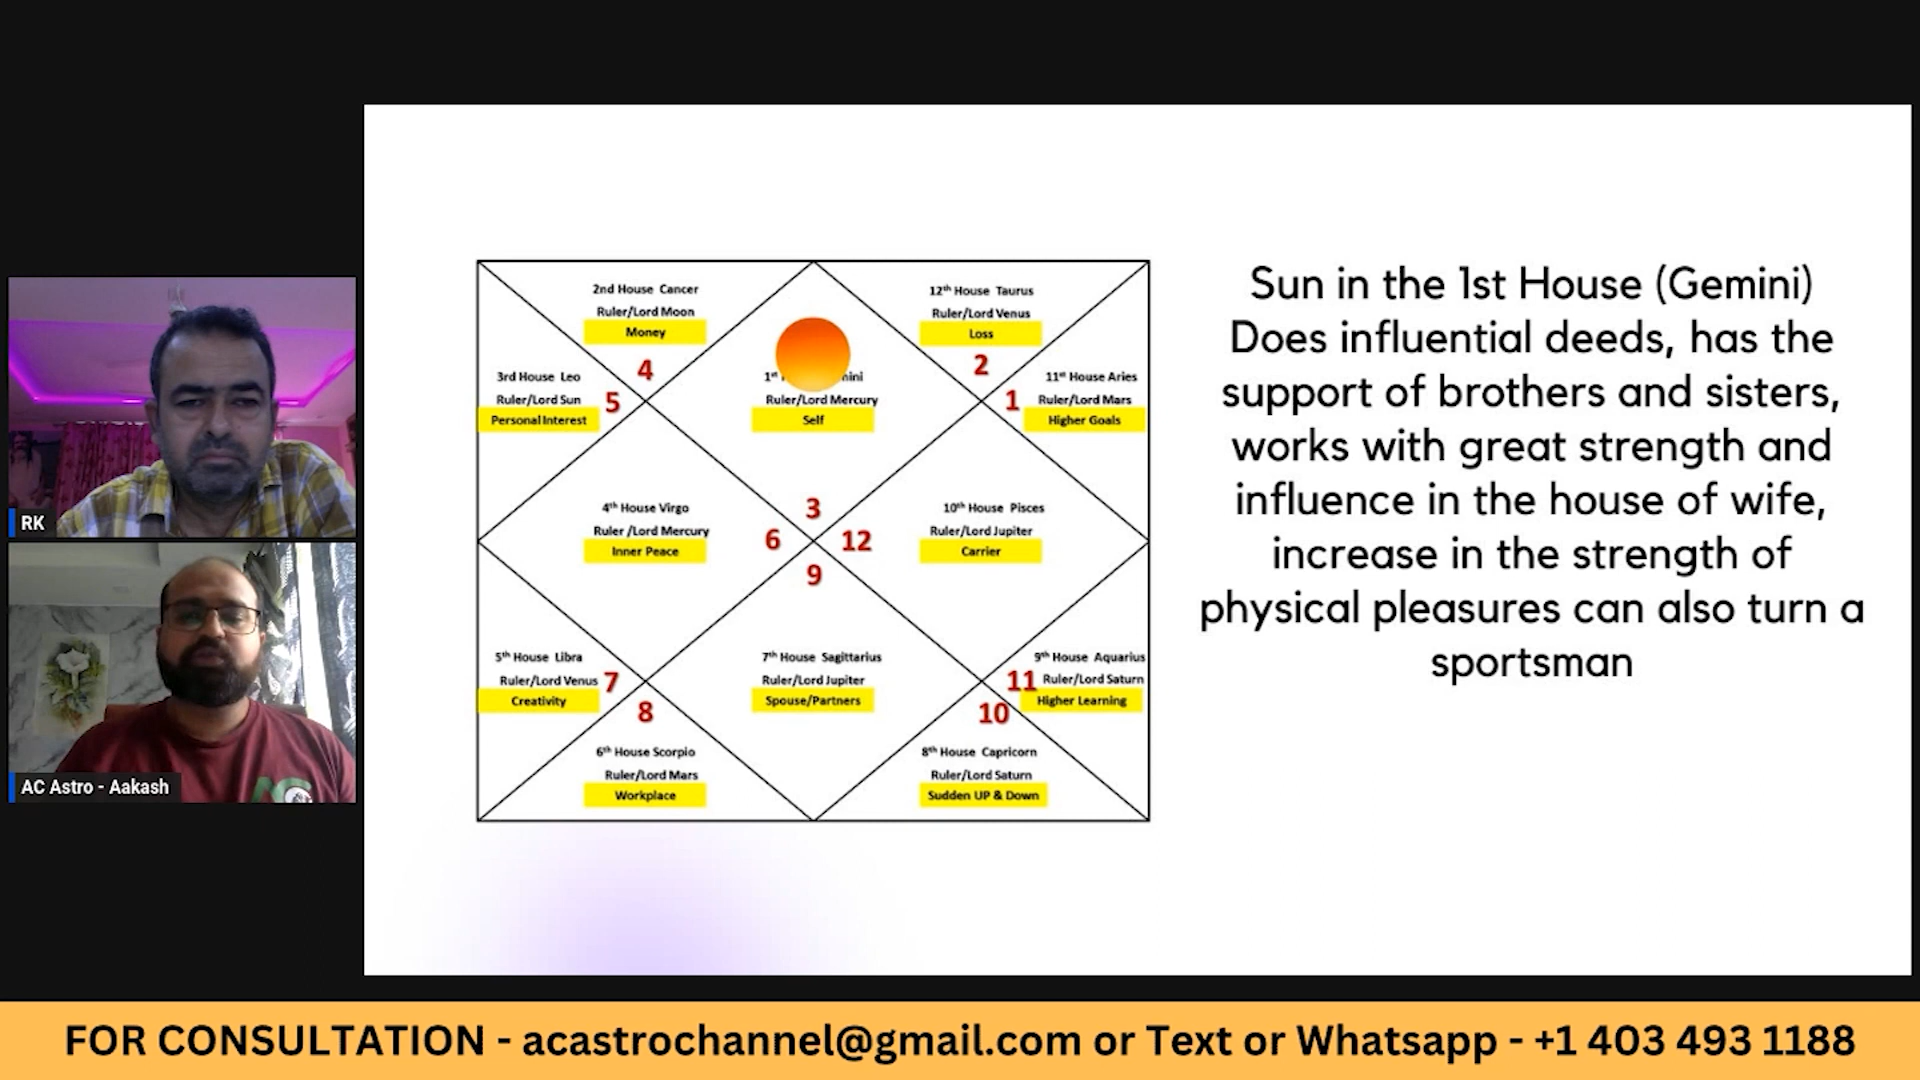 2nd House Cancer
Ruler/Lord Moon
Money
4
12th House Taurus
Ruler/Lord Venus
Loss
2
3rd House Leo
Ruler/Lord Sun
Personal Interest
5
1st
Ruler/Lord Mercury
Self
1
11st House Aries
Ruler/Lord Mars
Higher Goals
4th House Virgo
Ruler /Lord Mercury
Inner Peace
3
6
12
9
10th House Pisces
Ruler/Lord Jupiter
Carrier
5th House Libra
Ruler/Lord Venus
Creativity
7
8
7th House Sagittarius
Ruler/Lord Jupiter
Spouse/Partners
9th House Aquarius
11 Ruler/Lord Saturn
Higher Learning
10
6th House Scorpio
Ruler/Lord Mars
Workplace
8th House Capricorn
Ruler/Lord Saturn
Sudden UP & Down
Sun in the 1st House (Gemini)
Does influential deeds, has the
support of brothers and sisters,
works with great strength and
influence in the house of wife,
increase in the strength of
physical pleasures can also turn a
sportsman
RK
AC Astro - Aakash
AC
FOR CONSULTATION - acastrochannel@gmail.com or Text or Whatsapp - +1 403 493 1188